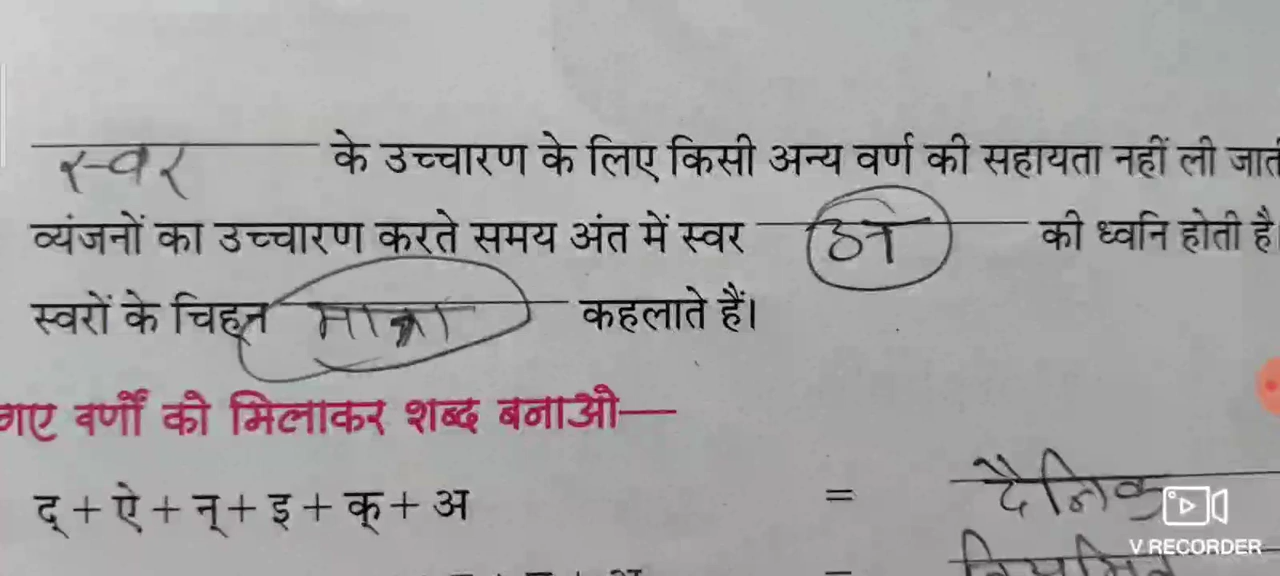 स्वर के उच्चारण के लिए किसी अन्य वर्ण की सहायता नहीं ली जात
व्यंजनों का उच्चारण करते समय अंत में स्वर अ की ध्वनि होती है
स्वरों के चिह्न मात्रा कहलाते हैं।
गए वर्णों को मिलाकर शब्द बनाओ—
द् + ऐ + न् + इ + क् + अ = दैनिक
V RECORDER